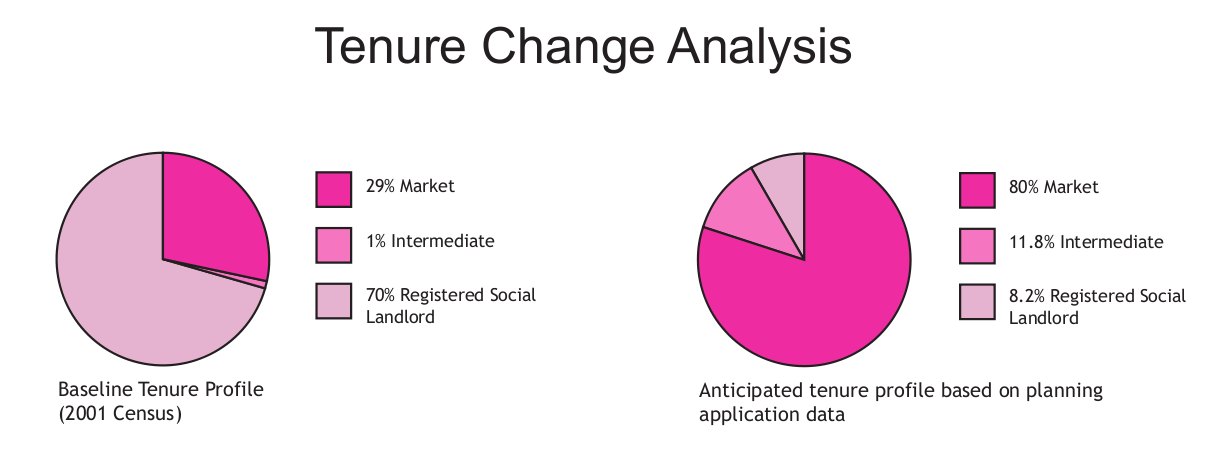 Tenure Change Analysis
29% Market
1% Intermediate
70% Registered Social
Landlord
Baseline Tenure Profile
(2001 Census)
80% Market
11.8% Intermediate
8.2% Registered Social
Landlord
Anticipated tenure profile based on planning
application data